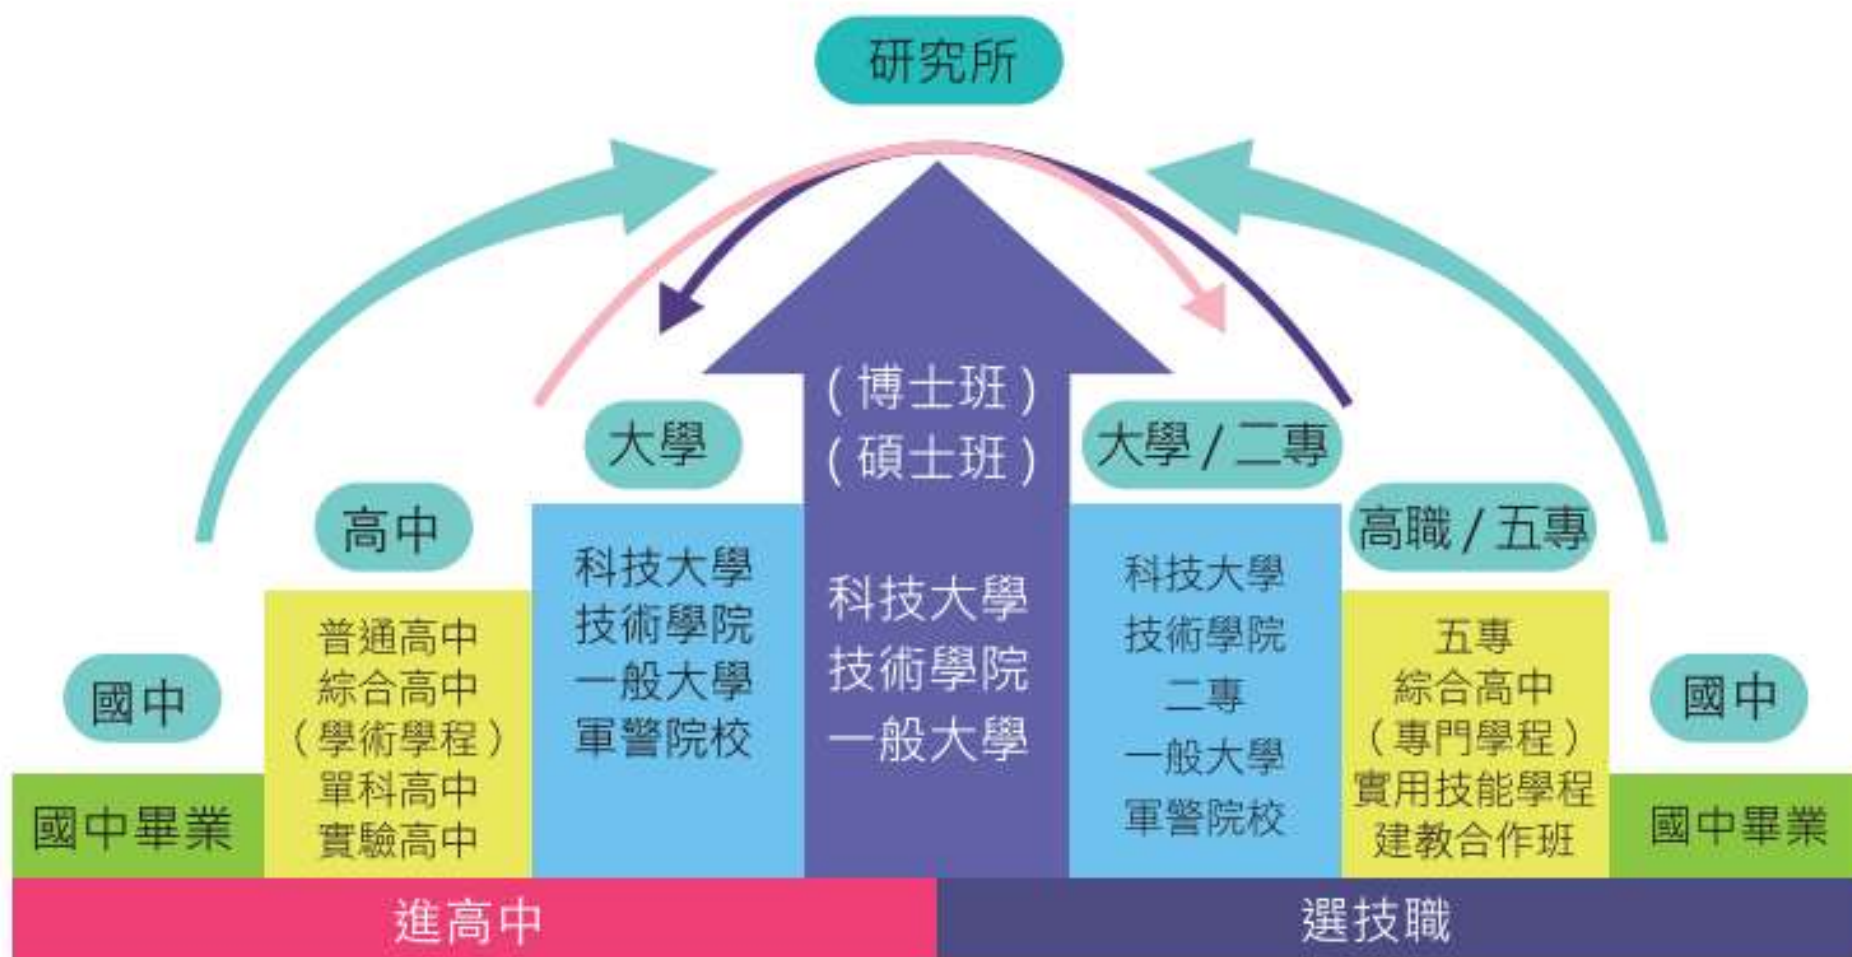 研究所
國中
國中畢業
高中
普通高中
綜合高中
（學術學程）
單科高中
實驗高中
大學
科技大學
技術學院
一般大學
軍警院校
（博士班）
（碩士班）
科技大學
技術學院
一般大學
大學/二專
科技大學
技術學院
二專
一般大學
軍警院校
高職/五專
五專
綜合高中
（專門學程）
實用技能學程
建教合作班
國中
國中畢業
進高中
選技職